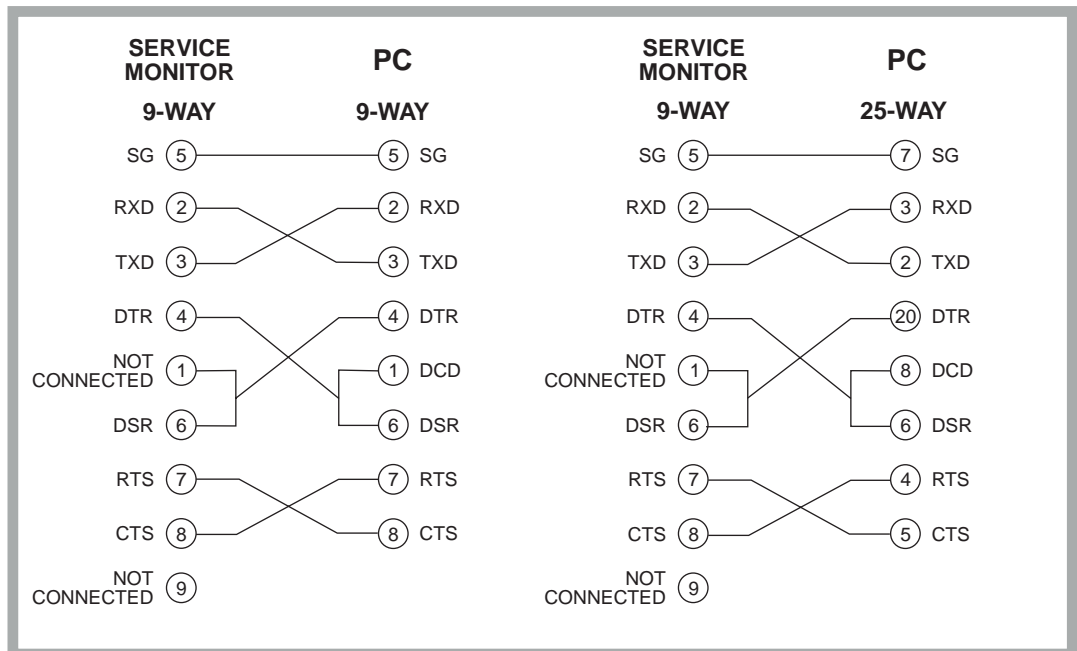 SERVICE
MONITOR
PC
9-WAY
9-WAY
SG 5 5 SG
RXD 2 2 RXD
TXD 3 3 TXD
DTR 4 4 DTR
NOT
CONNECTED 1 1 DCD
DSR 6 6 DSR
RTS 7 7 RTS
CTS 8 8 CTS
NOT
CONNECTED 9
SERVICE
MONITOR
PC
9-WAY
25-WAY
SG 5 7 SG
RXD 2 3 RXD
TXD 3 2 TXD
DTR 4 20 DTR
NOT
CONNECTED 1 8 DCD
DSR 6 6 DSR
RTS 7 4 RTS
CTS 8 5 CTS
NOT
CONNECTED 9